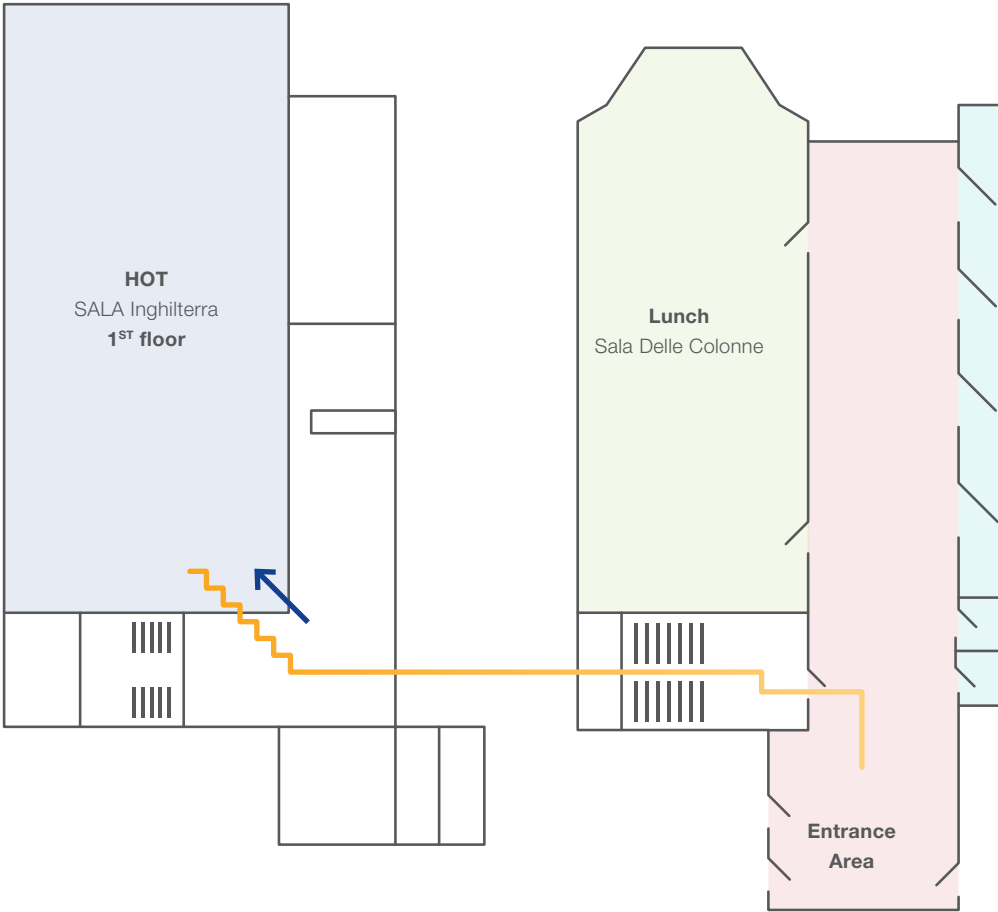 HOT
SALA Inghilterra
1ST floor
Lunch
Sala Delle Colonne
Entrance
Area